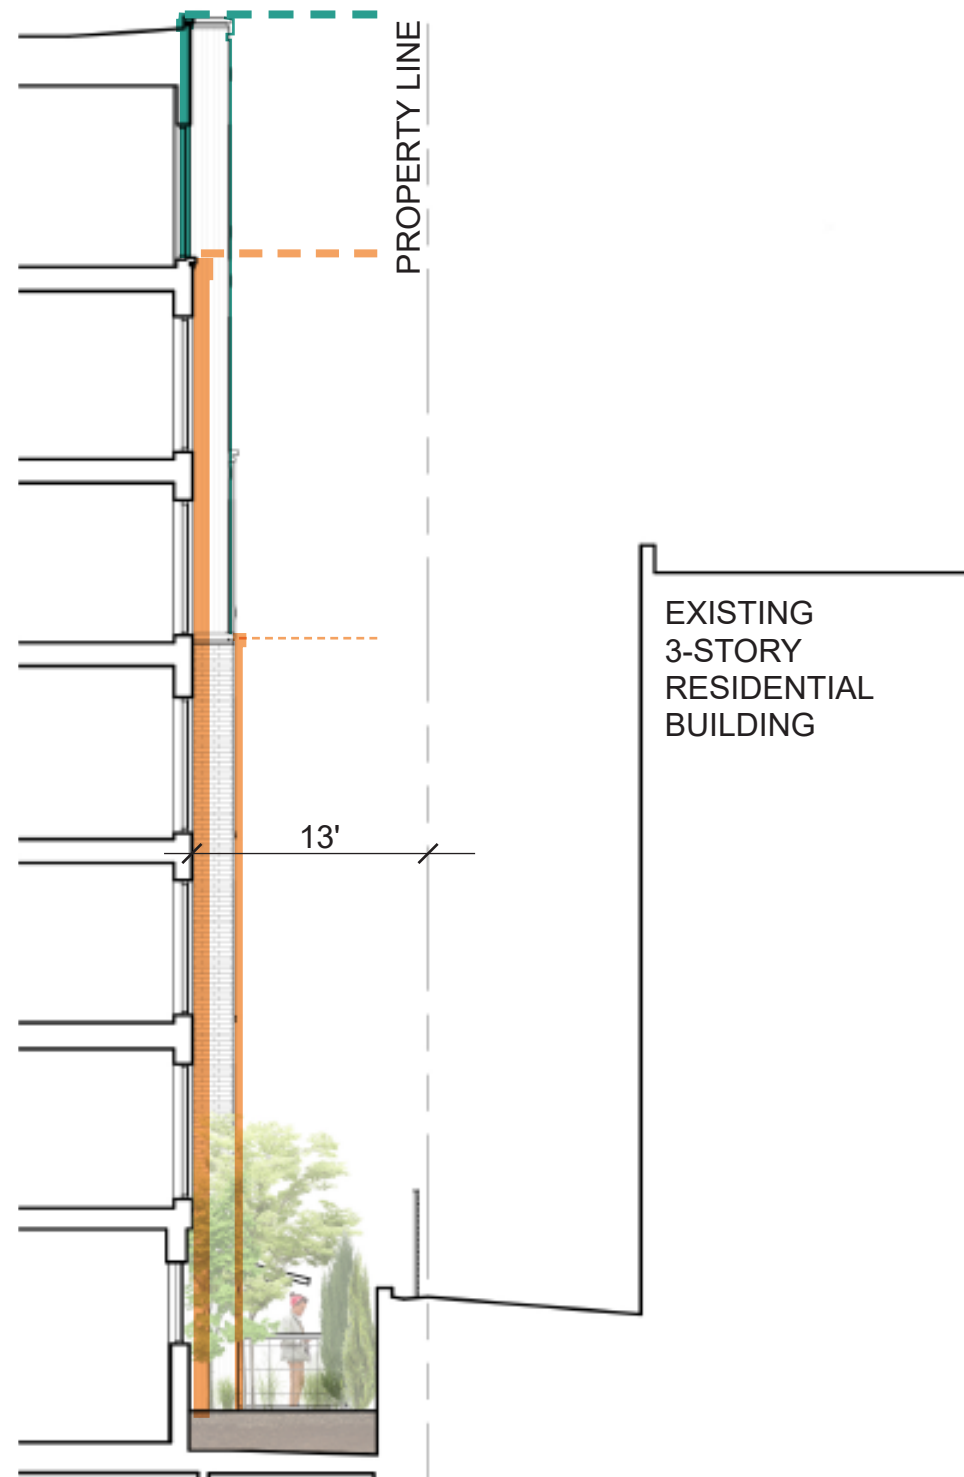 PROPERTY LINE
EXISTING
3-STORY
RESIDENTIAL
BUILDING
13'